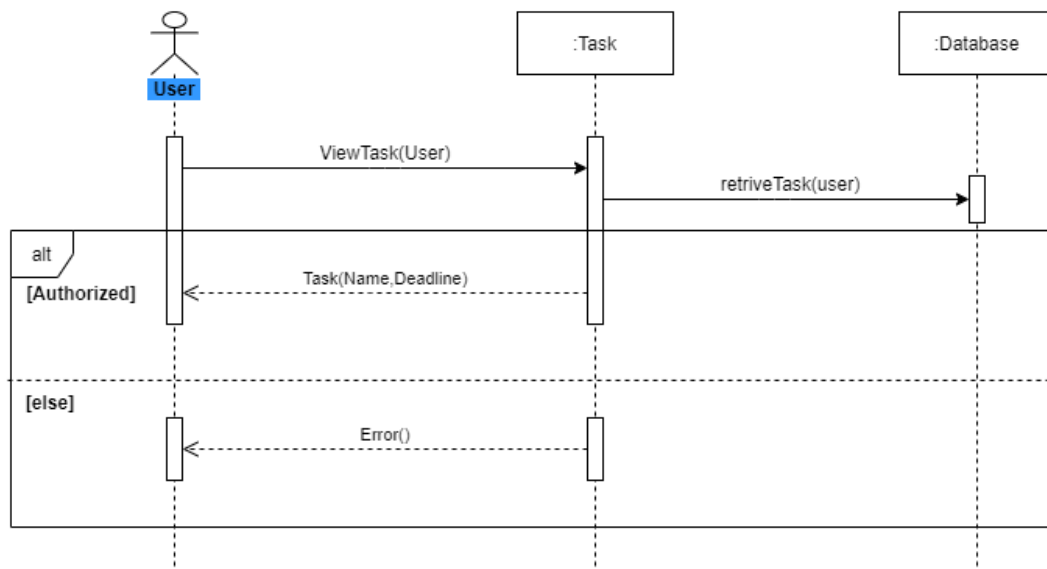 User
:Task
:Database
ViewTask(User)
retriveTask(user)
alt
[Authorized]
Task(Name,Deadline)
[else]
Error()